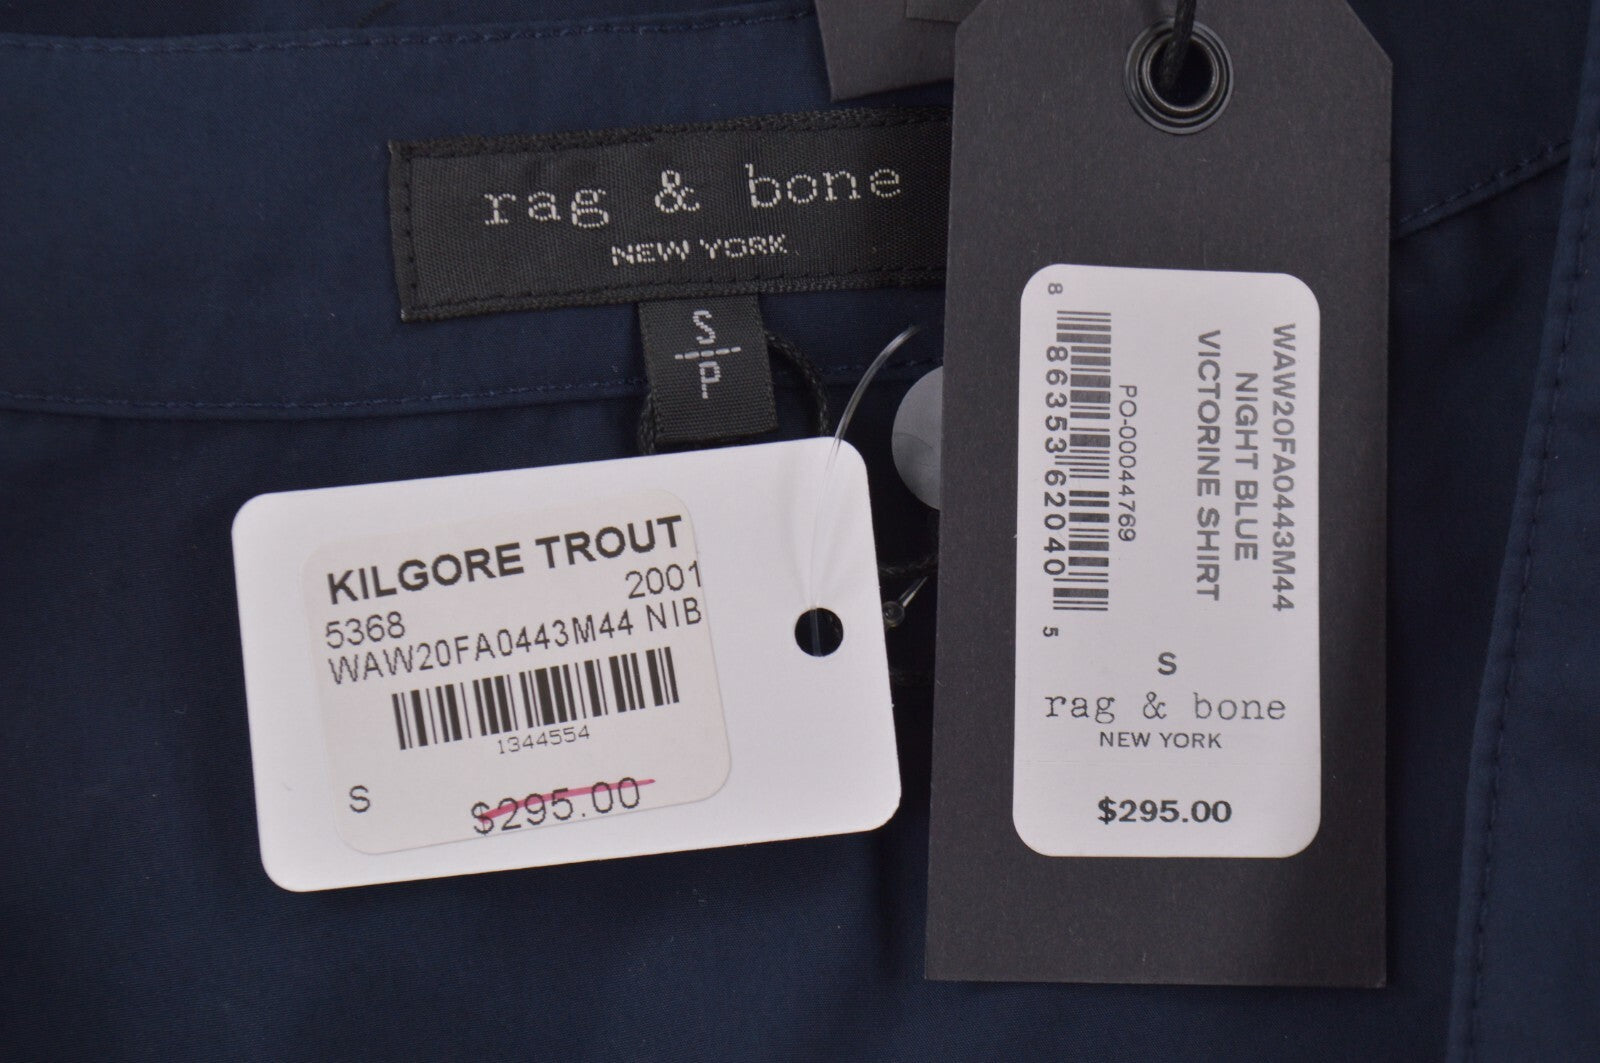 rag & bone
NEW YORK
S/P
KILGORE TROUT
5368 2001
WAW20FA0443M44 NIB
1344554
S $295.00
WAW20FA0443M44
NIGHT BLUE
VICTORINE SHIRT
PO-00044769
8 86353 62040 5
S
rag & bone
NEW YORK
$295.00